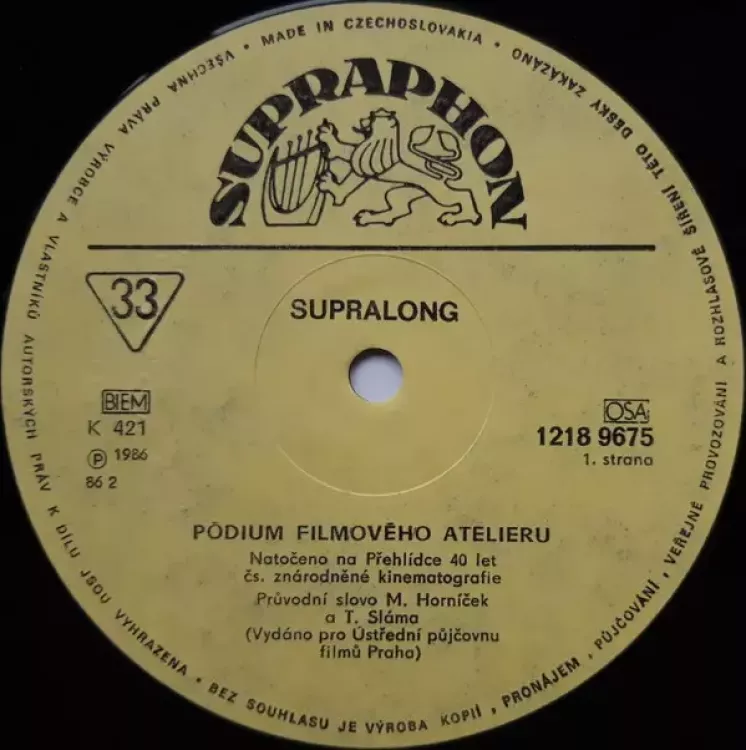 • MADE IN CZECHOSLOVAKIA • VŠECHNA PRÁVA VÝROBCE A VLASTNÍKŮ AUTORSKÝCH PRÁV K DÍLU JSOU VYHRAZENA • BEZ SOUHLASU JE VÝROBA KOPIÍ, PRONÁJEM, PŮJČOVÁNÍ, VEŘEJNÉ PROVOZOVÁNÍ A ROZHLASOVÉ ŠÍŘENÍ TÉTO DESKY ZAKÁZÁNO
SUPRAPHON
33
SUPRALONG
BIEM
K 421
Ⓟ 1986
86 2
OSA
1218 9675
1. strana
PÓDIUM FILMOVÉHO ATELIERU
Natočeno na Přehlídce 40 let
čs. znárodněné kinematografie
Průvodní slovo M. Horníček
a T. Sláma
(Vydáno pro Ústřední půjčovnu
filmů Praha)